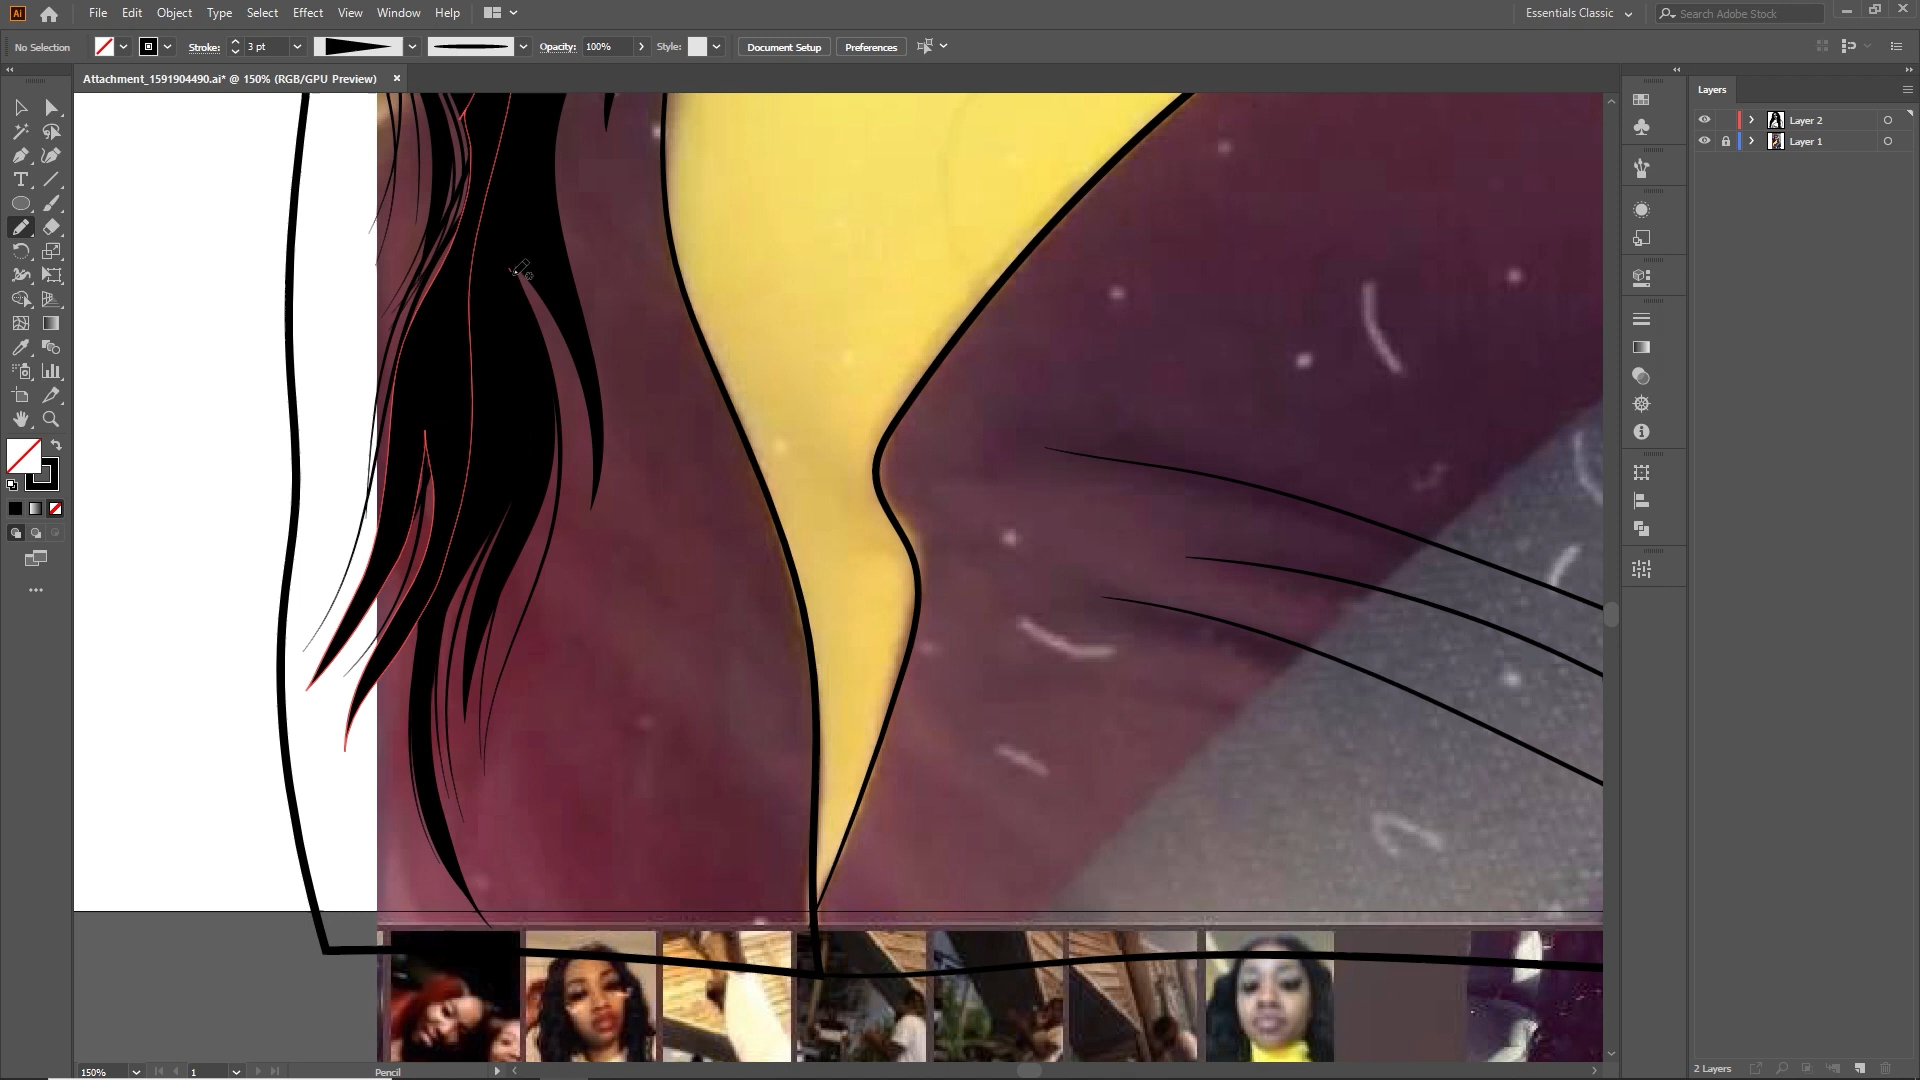 Ai File Edit Object Type Select Effect View Window Help Essentials Classic Search Adobe Stock
No Selection Stroke: 3 pt Opacity: 100% Style: Document Setup Preferences
Attachment_1591904490.ai* @ 150% (RGB/GPU Preview) ×
Layers
Layer 2
Layer 1
150% 1 Pencil 2 Layers